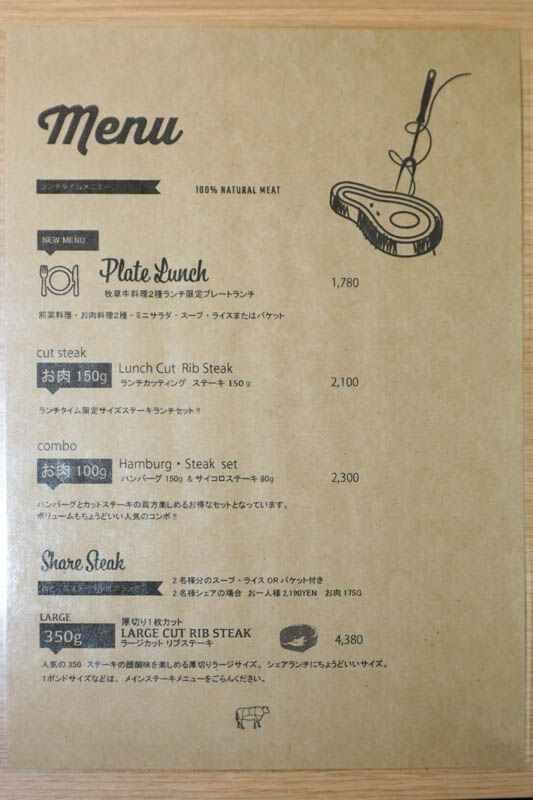 Menu
ランチタイムメニュー
100% NATURAL MEAT
NEW MENU
Plate Lunch
牧草牛料理2種ランチ限定プレートランチ
1,780
前菜料理・お肉料理2種・ミニサラダ・スープ・ライスまたはバケット
cut steak
お肉 150g
Lunch Cut Rib Steak
ランチカッティング ステーキ 150g
2,100
ランチタイム限定サイズステーキランチセット!!
combo
お肉 100g
Hamburg・Steak set
ハンバーグ 150g & サイコロステーキ 80g
2,300
ハンバーグとカットステーキの両方楽しめるお得なセットとなっています。
ボリュームもちょうどいい人気のコンボ!!
Share Steak
2名様分のスープ・ライス OR バケット付き
2名様シェアの場合 お一人様 2,190YEN お肉 175G
LARGE
350g
厚切り1枚カット
LARGE CUT RIB STEAK
ラージカット リブステーキ
4,380
人気の350 ステーキの醍醐味を楽しめる厚切りラージサイズ。シェアランチにちょうどいいサイズ。
1ポンドサイズなどは、メインステーキメニューをごらんください。